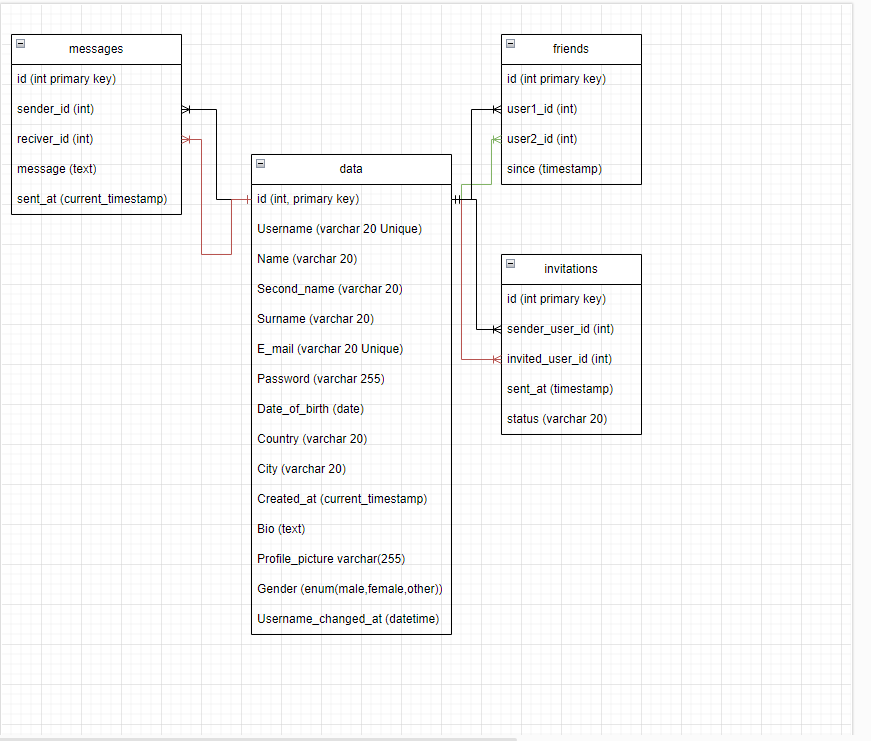 messages
id (int primary key)
sender_id (int)
reciver_id (int)
message (text)
sent_at (current_timestamp)
data
id (int, primary key)
Username (varchar 20 Unique)
Name (varchar 20)
Second_name (varchar 20)
Surname (varchar 20)
E_mail (varchar 20 Unique)
Password (varchar 255)
Date_of_birth (date)
Country (varchar 20)
City (varchar 20)
Created_at (current_timestamp)
Bio (text)
Profile_picture varchar(255)
Gender (enum(male,female,other))
Username_changed_at (datetime)
friends
id (int primary key)
user1_id (int)
user2_id (int)
since (timestamp)
invitations
id (int primary key)
sender_user_id (int)
invited_user_id (int)
sent_at (timestamp)
status (varchar 20)